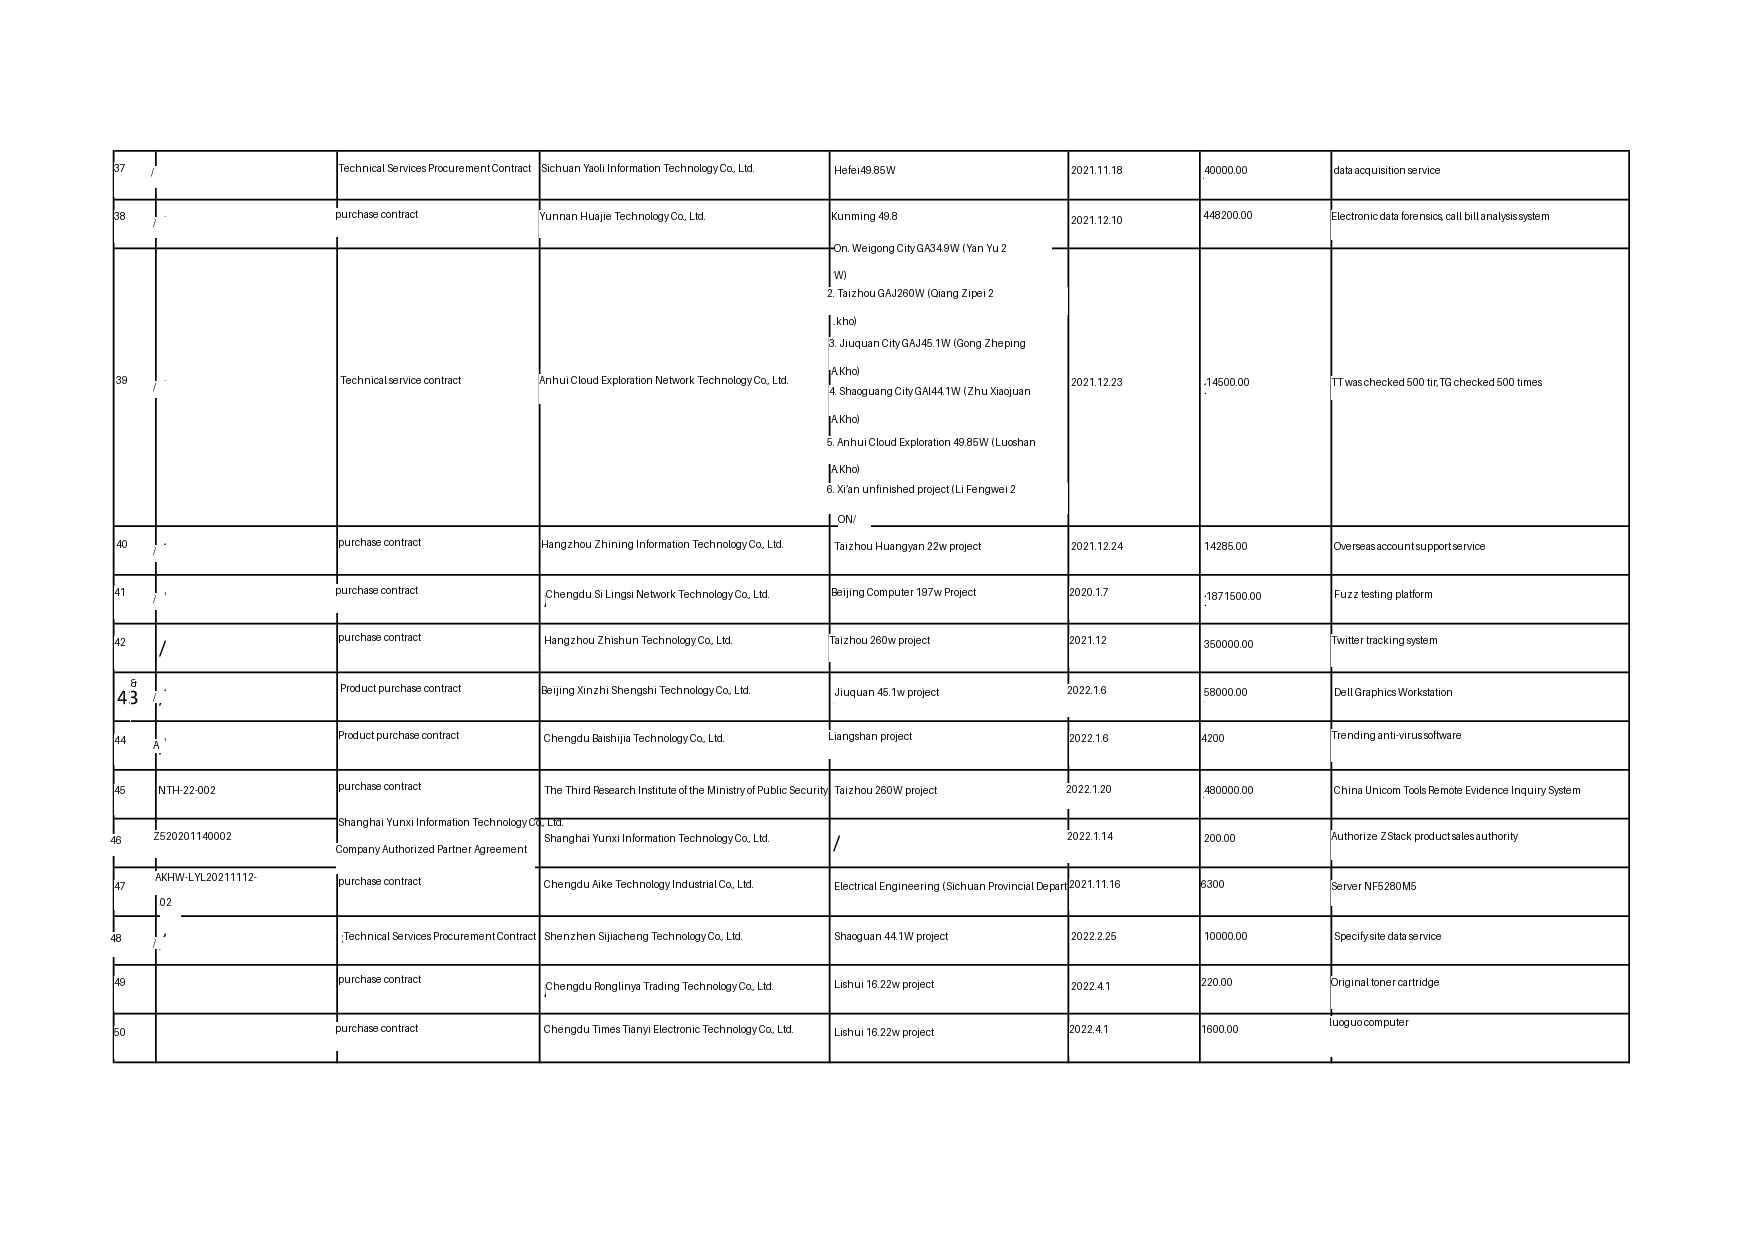 37 / Technical Services Procurement Contract Sichuan Yaoli Information Technology Co., Ltd. Hefei49.85W 2021.11.18 40000.00 data acquisition service
38 / purchase contract Yunnan Huajie Technology Co., Ltd. Kunming 49.8 2021.12.10 448200.00 Electronic data forensics, call bill analysis system
On. Weigong City GA34.9W (Yan Yu 2
W)
2. Taizhou GAJ260W (Qiang Zipei 2
.kho)
3. Jiuquan City GAJ45.1W (Gong Zheping
A.Kho)
39 / Technical service contract Anhui Cloud Exploration Network Technology Co., Ltd. 2021.12.23 14500.00 TT was checked 500 tir, TG checked 500 times
4. Shaoguang City GAI44.1W (Zhu Xiaojuan
A.Kho)
5. Anhui Cloud Exploration 49.85W (Luoshan
A.Kho)
6. Xi'an unfinished project (Li Fengwei 2
ON/
40 / purchase contract Hangzhou Zhining Information Technology Co., Ltd. Taizhou Huangyan 22w project 2021.12.24 14285.00 Overseas account support service
41 / purchase contract Chengdu Si Lingsi Network Technology Co., Ltd. Beijing Computer 197w Project 2020.1.7 1871500.00 Fuzz testing platform
42 / purchase contract Hangzhou Zhishun Technology Co., Ltd. Taizhou 260w project 2021.12 350000.00 Twitter tracking system
&
43 / Product purchase contract Beijing Xinzhi Shengshi Technology Co., Ltd. Jiuquan 45.1w project 2022.1.6 58000.00 Dell Graphics Workstation
44 A Product purchase contract Chengdu Baishijia Technology Co., Ltd. Liangshan project 2022.1.6 4200 Trending anti-virus software
45 NTH-22-002 purchase contract The Third Research Institute of the Ministry of Public Security Taizhou 260W project 2022.1.20 480000.00 China Unicom Tools Remote Evidence Inquiry System
Shanghai Yunxi Information Technology Co., Ltd.
46 Z520201140002 Shanghai Yunxi Information Technology Co., Ltd. / 2022.1.14 200.00 Authorize ZStack product sales authority
Company Authorized Partner Agreement
AKHW-LYL20211112-
47 purchase contract Chengdu Aike Technology Industrial Co., Ltd. Electrical Engineering (Sichuan Provincial Depart 2021.11.16 6300 Server NF5280M5
02
48 / Technical Services Procurement Contract Shenzhen Sijiacheng Technology Co., Ltd. Shaoguan 44.1W project 2022.2.25 10000.00 Specify site data service
49 purchase contract Chengdu Ronglinya Trading Technology Co., Ltd. Lishui 16.22w project 2022.4.1 220.00 Original toner cartridge
50 purchase contract Chengdu Times Tianyi Electronic Technology Co., Ltd. Lishui 16.22w project 2022.4.1 1600.00 luoguo computer